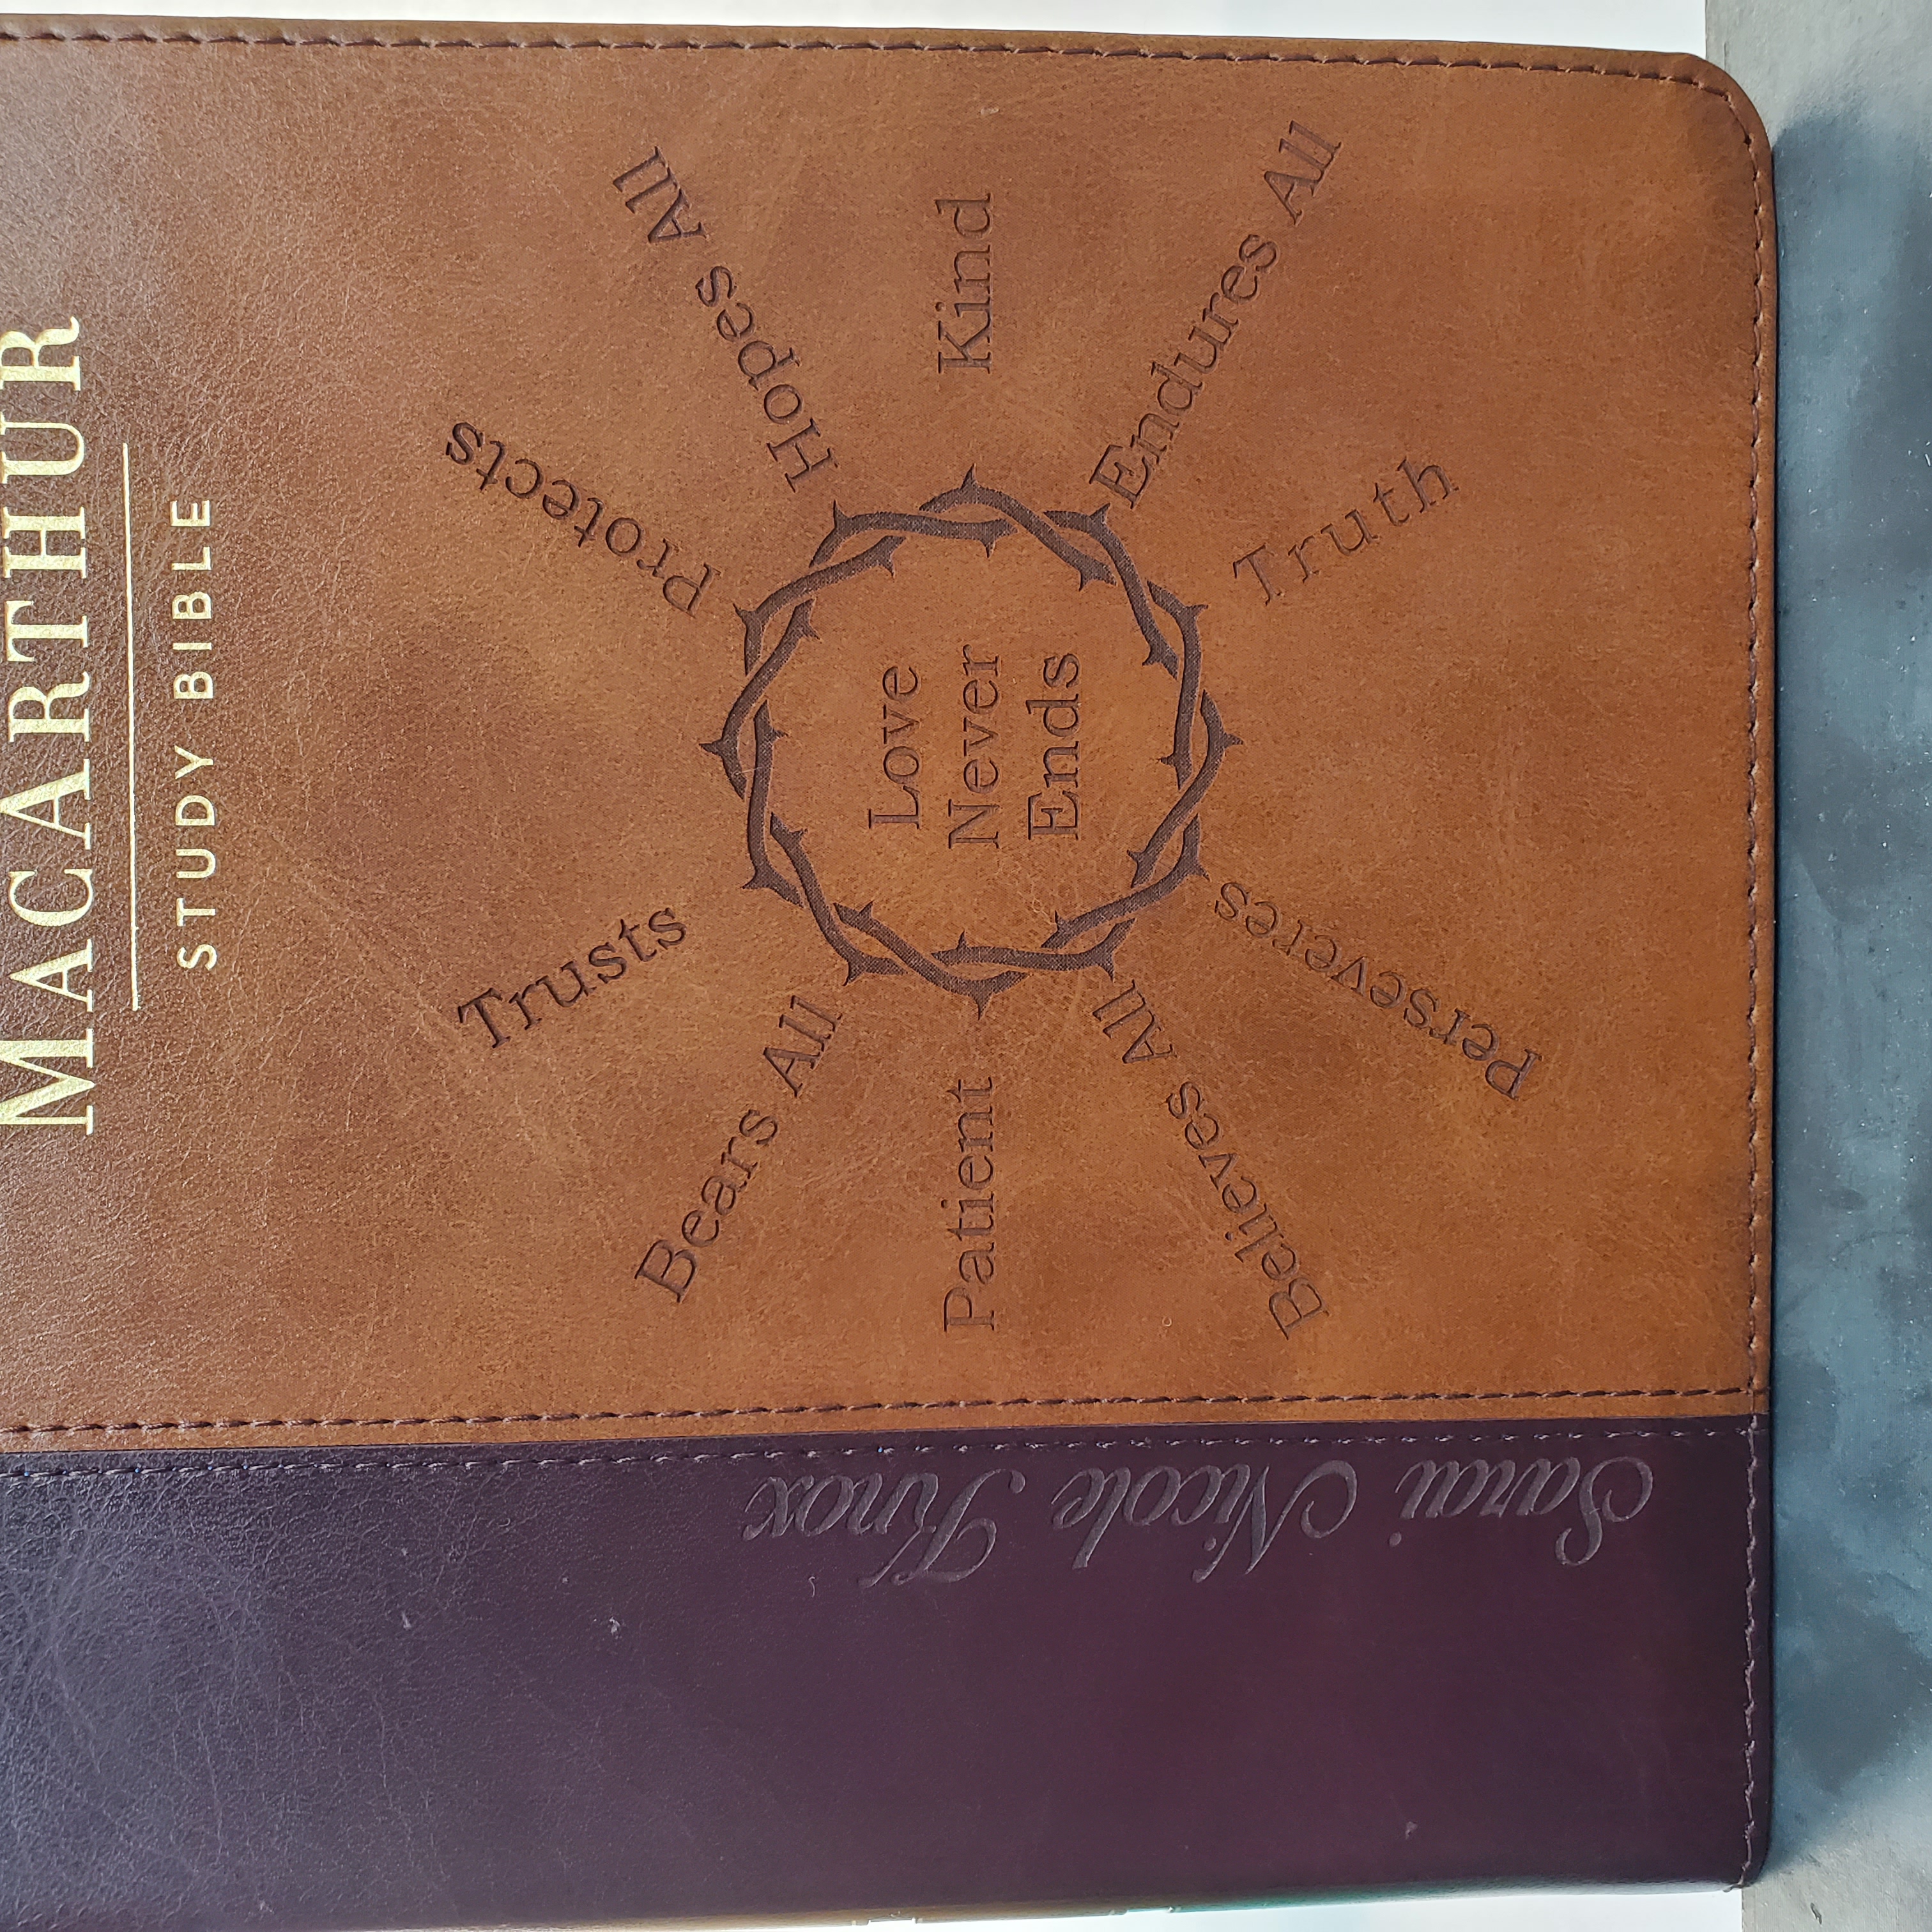 MACARTHUR
STUDY BIBLE
Trusts
Protects
Bears All
Hopes All
Love
Never
Ends
Patient
Kind
Believes All
Endures All
Perseveres
Truth
Sarai Nicole Knox